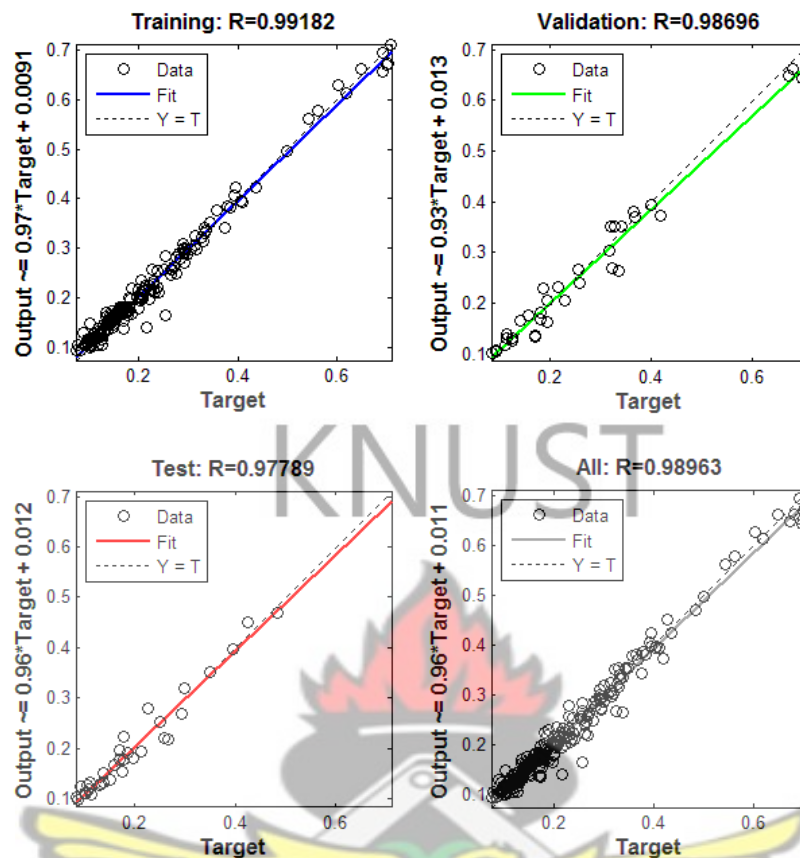 Training: R=0.99182
Output ~= 0.97*Target + 0.0091
0.7
0.6
0.5
0.4
0.3
0.2
0.1
Data
Fit
Y = T
0.2
0.4
0.6
Target
Validation: R=0.98696
Output ~= 0.93*Target + 0.013
0.7
0.6
0.5
0.4
0.3
0.2
0.1
Data
Fit
Y = T
0.2
0.4
0.6
Target
KNUST
Test: R=0.97789
Output ~= 0.96*Target + 0.012
0.7
0.6
0.5
0.4
0.3
0.2
0.1
Data
Fit
Y = T
0.2
0.4
0.6
Target
All: R=0.98963
Output ~= 0.96*Target + 0.011
0.7
0.6
0.5
0.4
0.3
0.2
0.1
Data
Fit
Y = T
0.2
0.4
0.6
Target